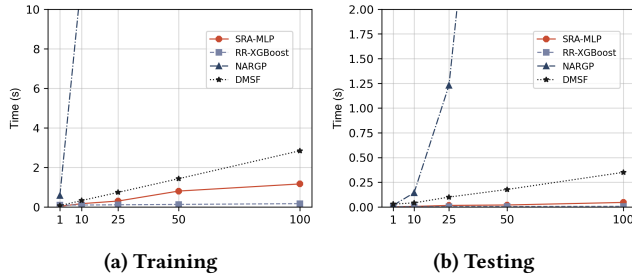 10
8
6
4
2
0
Time (s)
1 10 25 50 100
SRA-MLP
RR-XGBoost
NARGP
DMSF
(a) Training
2.00
1.75
1.50
1.25
1.00
0.75
0.50
0.25
0.00
Time (s)
1 10 25 50 100
SRA-MLP
RR-XGBoost
NARGP
DMSF
(b) Testing